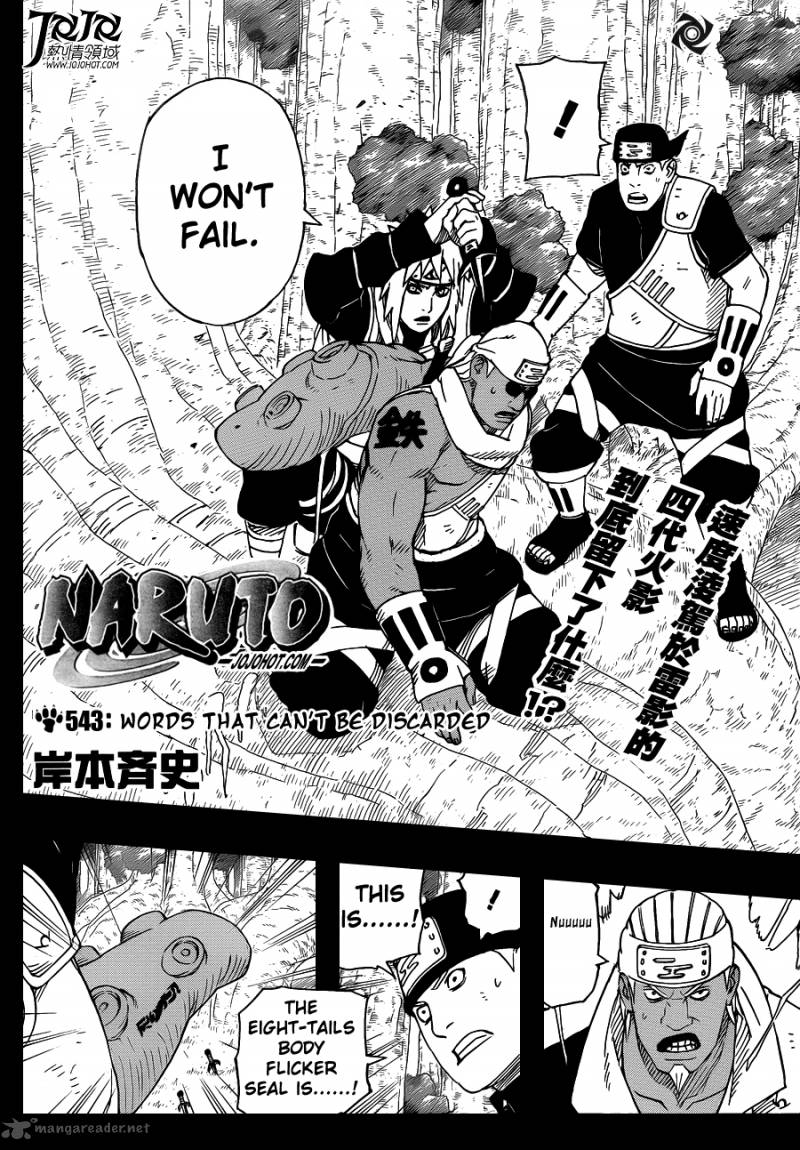 JOJO
熱情領域
-WWW.JOJOHOT.COM-
!
I
WON'T
FAIL.
鉄
速度凌駕於雷影的
四代火影
到底留下了什麼!?
NARUTO
-JOJOHOT.COM-
543: WORDS THAT CAN'T BE DISCARDED
岸本斉史
Nuuuuu
!
THIS
IS......!
THE
EIGHT-TAILS
BODY
FLICKER
SEAL IS......!
mangareader.net